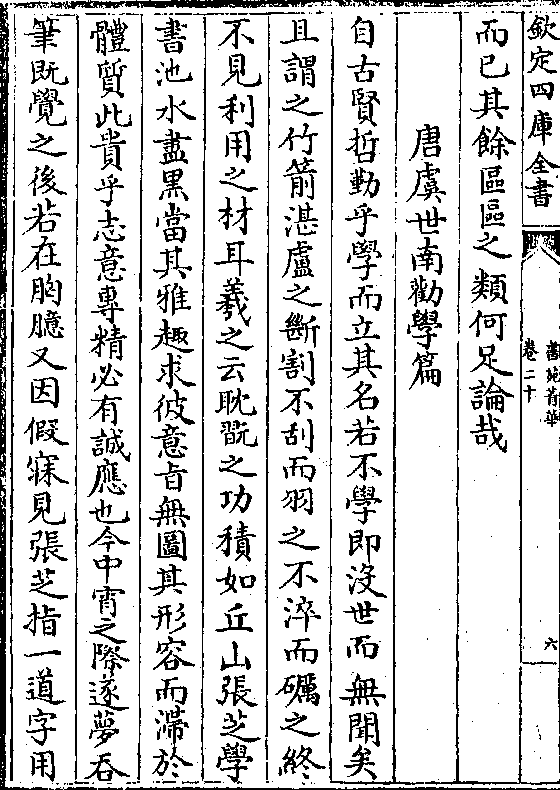 欽定四庫全書
卷二十
六
而已其餘區區之類何足論哉
唐虞世南勸學篇
自古賢哲勤乎學而立其名若不學即沒世而無聞矣
且謂之竹箭湛盧之斷割不刮而羽之不淬而礪之終
不見利用之材耳羲之云耽翫之功積如丘山張芝學
書池水盡黑當其雅趣求彼意旨無圖其形容而滯於
體質此貴乎志意專精必有誠應也今中宵之際遂夢吞
筆既覺之後若在胸臆又因假寐見張芝指一道字用